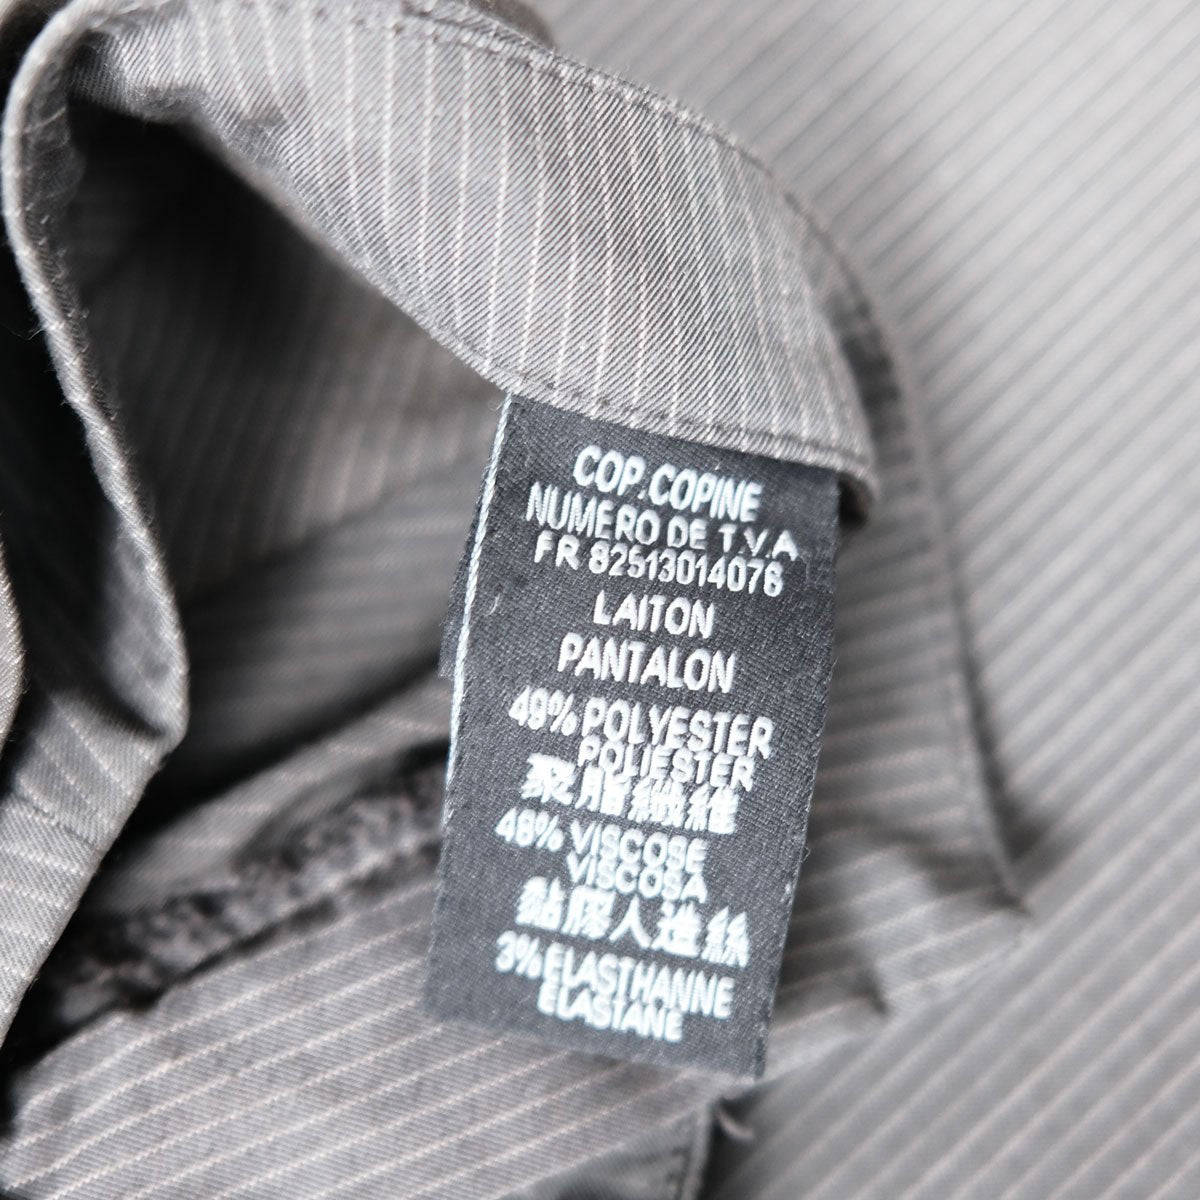 COP.COPINE
NUMERO DE T.V.A
FR 82513014076
LAITON
PANTALON
49% POLYESTER
POLIESTER
聚脂纖維
48% VISCOSE
VISCOSA
黏膠人造絲
3% ELASTHANNE
ELASTANE